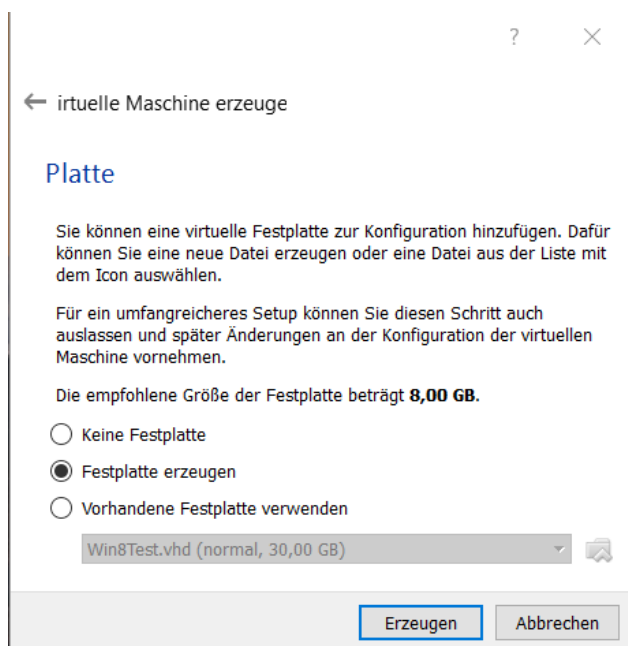 ?
irtuelle Maschine erzeuge
Platte
Sie können eine virtuelle Festplatte zur Konfiguration hinzufügen. Dafür
können Sie eine neue Datei erzeugen oder eine Datei aus der Liste mit
dem Icon auswählen.
Für ein umfangreicheres Setup können Sie diesen Schritt auch
auslassen und später Änderungen an der Konfiguration der virtuellen
Maschine vornehmen.
Die empfohlene Größe der Festplatte beträgt 8,00 GB.
Keine Festplatte
Festplatte erzeugen
Vorhandene Festplatte verwenden
Win8Test.vhd (normal, 30,00 GB)
Erzeugen Abbrechen